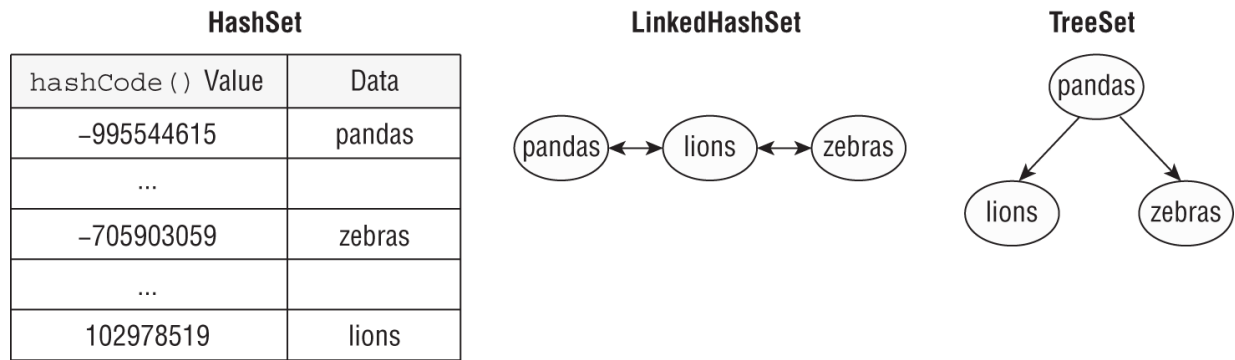 HashSet
hashCode() Value Data
–995544615 pandas
...
–705903059 zebras
...
102978519 lions
LinkedHashSet
pandas lions zebras
TreeSet
pandas
lions zebras